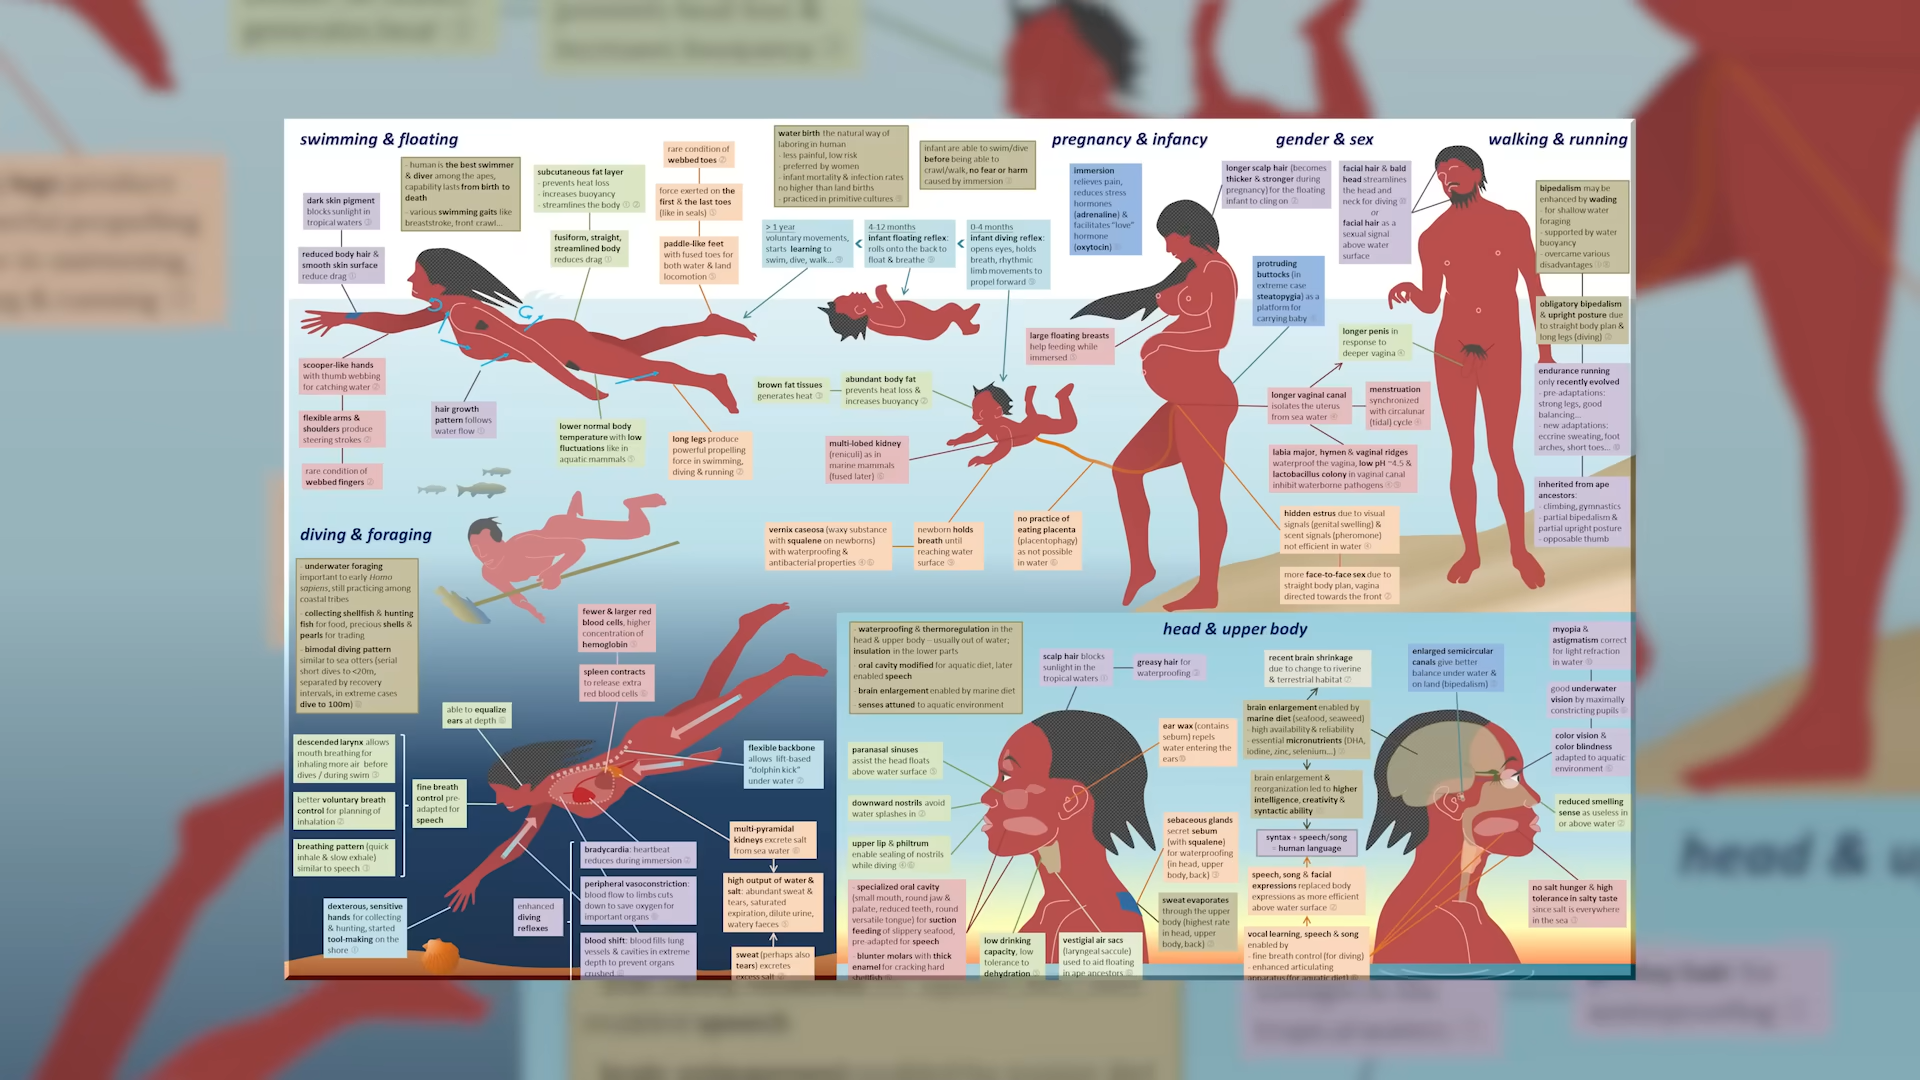 swimming & floating
dark skin pigment
blocks sunlight in
tropical waters
reduced body hair &
smooth skin surface
reduce drag
- human is the best swimmer
& diver among the apes,
capability lasts from birth to
death
- various swimming gaits like
breaststroke, front crawl...
subcutaneous fat layer
- prevents heat loss
- increases buoyancy
- streamlines the body
fusiform, straight,
streamlined body
reduces drag
rare condition of
webbed toes
force exerted on the
first & the last toes
(like in seals)
paddle-like feet
with fused toes for
both water & land
locomotion
scooper-like hands
with thumb webbing
for catching water
flexible arms &
shoulders produce
steering strokes
rare condition of
webbed fingers
hair growth
pattern follows
water flow
lower normal body
temperature with low
fluctuations like in
aquatic mammals
long legs produce
powerful propelling
force in swimming,
diving & running
pregnancy & infancy
water birth the natural way of
laboring in human
- less painful, low risk
- preferred by women
- infant mortality & infection rates
no higher than land births
- practiced in primitive cultures
infant are able to swim/dive
before being able to
crawl/walk, no fear or harm
caused by immersion
> 1 year
voluntary movements,
starts learning to
swim, dive, walk...
4-12 months
infant floating reflex:
rolls onto the back to
float & breathe
0-4 months
infant diving reflex:
opens eyes, holds
breath, rhythmic
limb movements to
propel forward
immersion
relieves pain,
reduces stress
hormones
(adrenaline) &
facilitates "love"
hormone
(oxytocin)
large floating breasts
help feeding while
immersed
brown fat tissues
generates heat
abundant body fat
prevents heat loss &
increases buoyancy
multi-lobed kidney
(reniculi) as in
marine mammals
(fused later)
vernix caseosa (waxy substance
with squalene on newborns)
with waterproofing &
antibacterial properties
newborn holds
breath until
reaching water
surface
no practice of
eating placenta
(placentophagy)
as not possible
in water
gender & sex
longer scalp hair (becomes
thicker & stronger during
pregnancy) for the floating
infant to cling on
facial hair & bald
head streamlines
the head and
neck for diving
or
facial hair as a
sexual signal
above water
surface
protruding
buttocks (in
extreme case
steatopygia) as a
platform for
carrying baby
longer penis in
response to
deeper vagina
longer vaginal canal
isolates the uterus
from sea water
menstruation
synchronized
with circalunar
(tidal) cycle
labia major, hymen & vaginal ridges
waterproof the vagina, low pH ~4.5 &
lactobacillus colony in vaginal canal
inhibit waterborne pathogens
hidden estrus due to visual
signals (genital swelling) &
scent signals (pheromone)
not efficient in water
more face-to-face sex due to
straight body plan, vagina
directed towards the front
walking & running
bipedalism may be
enhanced by wading
- for shallow water
foraging
- supported by water
buoyancy
- overcame various
disadvantages
obligatory bipedalism
& upright posture due
to straight body plan &
long legs (diving)
endurance running
only recently evolved
- pre-adaptations:
strong legs, good
balancing...
- new adaptations:
eccrine sweating, foot
arches, short toes...
inherited from ape
ancestors:
- climbing, gymnastics
- partial bipedalism &
partial upright posture
- opposable thumb
diving & foraging
- underwater foraging
important to early Homo
sapiens, still practicing among
coastal tribes
- collecting shellfish & hunting
fish for food, precious shells &
pearls for trading
- bimodal diving pattern
similar to sea otters (serial
short dives to <20m,
separated by recovery
intervals, in extreme cases
dive to 100m)
fewer & larger red
blood cells, higher
concentration of
hemoglobin
spleen contracts
to release extra
red blood cells
able to equalize
ears at depth
descended larynx allows
mouth breathing for
inhaling more air before
dives / during swim
better voluntary breath
control for planning of
inhalation
breathing pattern (quick
inhale & slow exhale)
similar to speech
fine breath
control pre-
adapted for
speech
flexible backbone
allows lift-based
"dolphin kick"
under water
multi-pyramidal
kidneys excrete salt
from sea water
high output of water &
salt: abundant sweat &
tears, saturated
expiration, dilute urine,
watery faeces
sweat (perhaps also
tears) excretes
excess salt
dexterous, sensitive
hands for collecting
& hunting, started
tool-making on the
shore
enhanced
diving
reflexes
bradycardia: heartbeat
reduces during immersion
peripheral vasoconstriction:
blood flow to limbs cuts
down to save oxygen for
important organs
blood shift: blood fills lung
vessels & cavities in extreme
depth to prevent organs
crushed
head & upper body
- waterproofing & thermoregulation in the
head & upper body – usually out of water;
insulation in the lower parts
- oral cavity modified for aquatic diet, later
enabled speech
- brain enlargement enabled by marine diet
- senses attuned to aquatic environment
scalp hair blocks
sunlight in the
tropical waters
greasy hair for
waterproofing
paranasal sinuses
assist the head floats
above water surface
downward nostrils avoid
water splashes in
upper lip & philtrum
enable sealing of nostrils
while diving
- specialized oral cavity
(small mouth, round jaw &
palate, reduced teeth, round
versatile tongue) for suction
feeding of slippery seafood,
pre-adapted for speech
- blunter molars with thick
enamel for cracking hard
shellfish
low drinking
capacity, low
tolerance to
dehydration
vestigial air sacs
(laryngeal saccule)
used to aid floating
in ape ancestors
ear wax (contains
sebum) repels
water entering the
ears
sebaceous glands
secret sebum
(with squalene)
for waterproofing
(in head, upper
body, back)
sweat evaporates
through the upper
body (highest rate
in head, upper
body, back)
recent brain shrinkage
due to change to riverine
& terrestrial habitat
brain enlargement enabled by
marine diet (seafood, seaweed)
- high availability & reliability
- essential micronutrients (DHA,
iodine, zinc, selenium...)
brain enlargement &
reorganization led to higher
intelligence, creativity &
syntactic ability
syntax + speech/song
= human language
speech, song & facial
expressions replaced body
expressions as more efficient
above water surface
vocal learning, speech & song
enabled by
- fine breath control (for diving)
- enhanced articulating
apparatus (for aquatic diet)
enlarged semicircular
canals give better
balance under water &
on land (bipedalism)
myopia &
astigmatism correct
for light refraction
in water
good underwater
vision by maximally
constricting pupils
color vision &
color blindness
adapted to aquatic
environment
reduced smelling
sense as useless in
or above water
no salt hunger & high
tolerance in salty taste
since salt is everywhere
in the sea